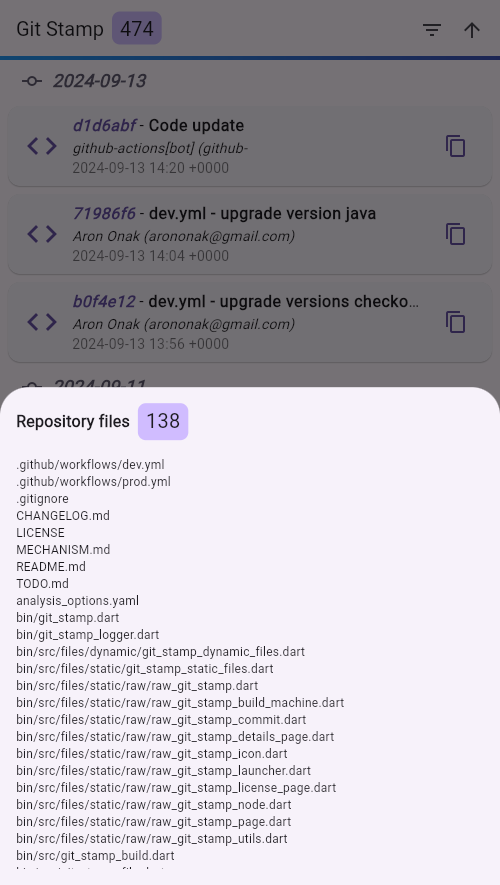 Git Stamp 474
2024-09-13
d1d6abf - Code update
github-actions[bot] (github-
2024-09-13 14:20 +0000
71986f6 - dev.yml - upgrade version java
Aron Onak (arononak@gmail.com)
2024-09-13 14:04 +0000
b0f4e12 - dev.yml - upgrade versions checko…
Aron Onak (arononak@gmail.com)
2024-09-13 13:56 +0000
2024-09-11
Repository files 138
.github/workflows/dev.yml
.github/workflows/prod.yml
.gitignore
CHANGELOG.md
LICENSE
MECHANISM.md
README.md
TODO.md
analysis_options.yaml
bin/git_stamp.dart
bin/git_stamp_logger.dart
bin/src/files/dynamic/git_stamp_dynamic_files.dart
bin/src/files/static/git_stamp_static_files.dart
bin/src/files/static/raw/raw_git_stamp.dart
bin/src/files/static/raw/raw_git_stamp_build_machine.dart
bin/src/files/static/raw/raw_git_stamp_commit.dart
bin/src/files/static/raw/raw_git_stamp_details_page.dart
bin/src/files/static/raw/raw_git_stamp_icon.dart
bin/src/files/static/raw/raw_git_stamp_launcher.dart
bin/src/files/static/raw/raw_git_stamp_license_page.dart
bin/src/files/static/raw/raw_git_stamp_node.dart
bin/src/files/static/raw/raw_git_stamp_page.dart
bin/src/files/static/raw/raw_git_stamp_utils.dart
bin/src/git_stamp_build.dart